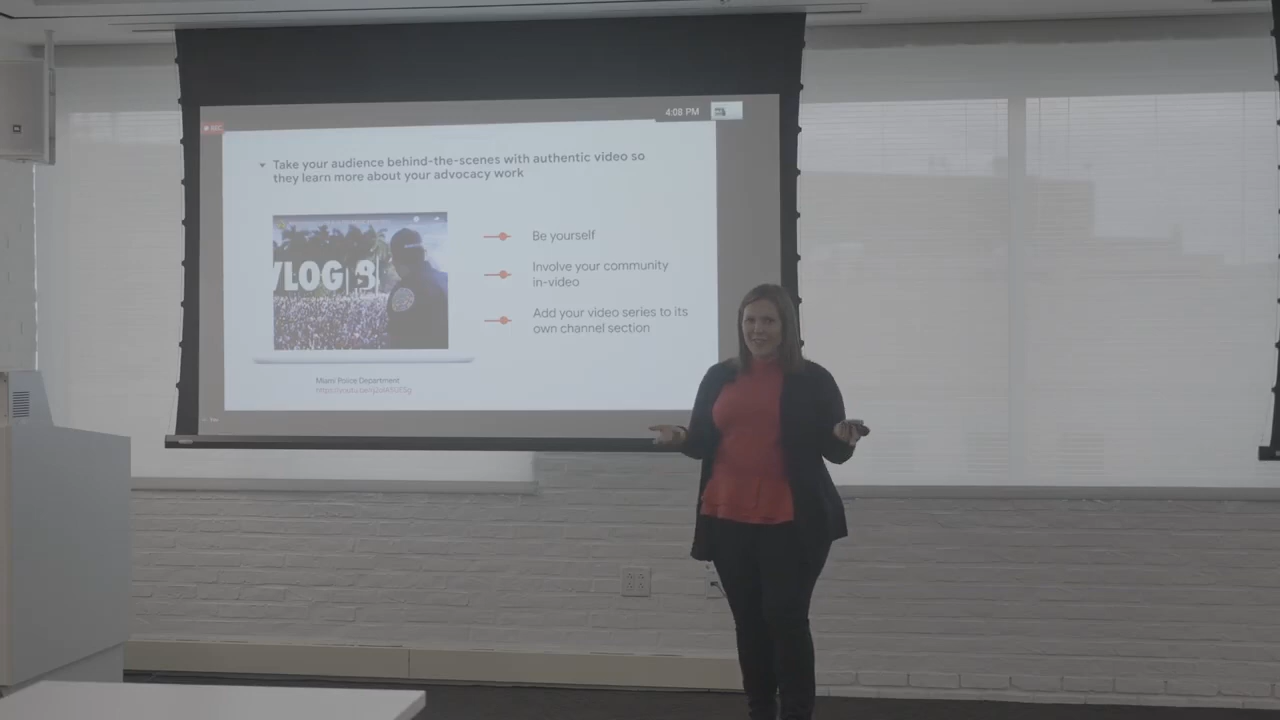 4:08 PM
REC
Take your audience behind-the-scenes with authentic video so
they learn more about your advocacy work
VLOG
Be yourself
Involve your community
in-video
Add your video series to its
own channel section
Miami Police Department